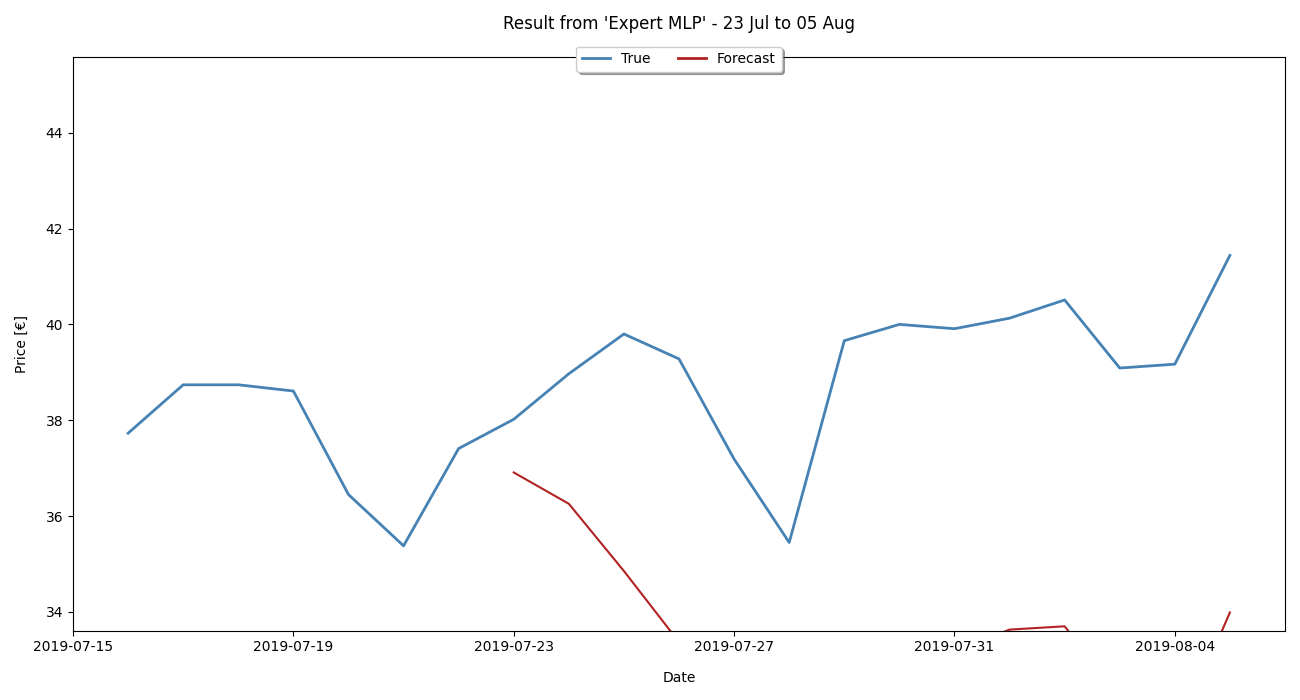 Result from 'Expert MLP' - 23 Jul to 05 Aug
True Forecast
44
42
40
38
36
34
Price [€]
2019-07-15 2019-07-19 2019-07-23 2019-07-27 2019-07-31 2019-08-04
Date